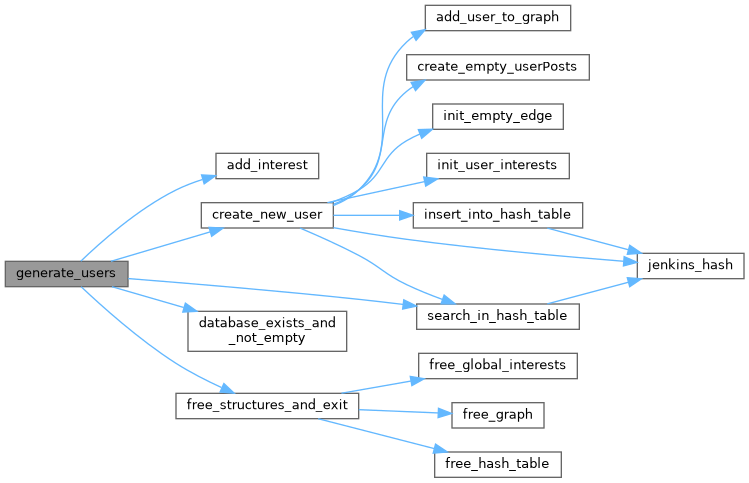 add_user_to_graph
create_empty_userPosts
init_empty_edge
add_interest
init_user_interests
create_new_user
insert_into_hash_table
generate_users
jenkins_hash
database_exists_and
_not_empty
search_in_hash_table
free_global_interests
free_structures_and_exit
free_graph
free_hash_table